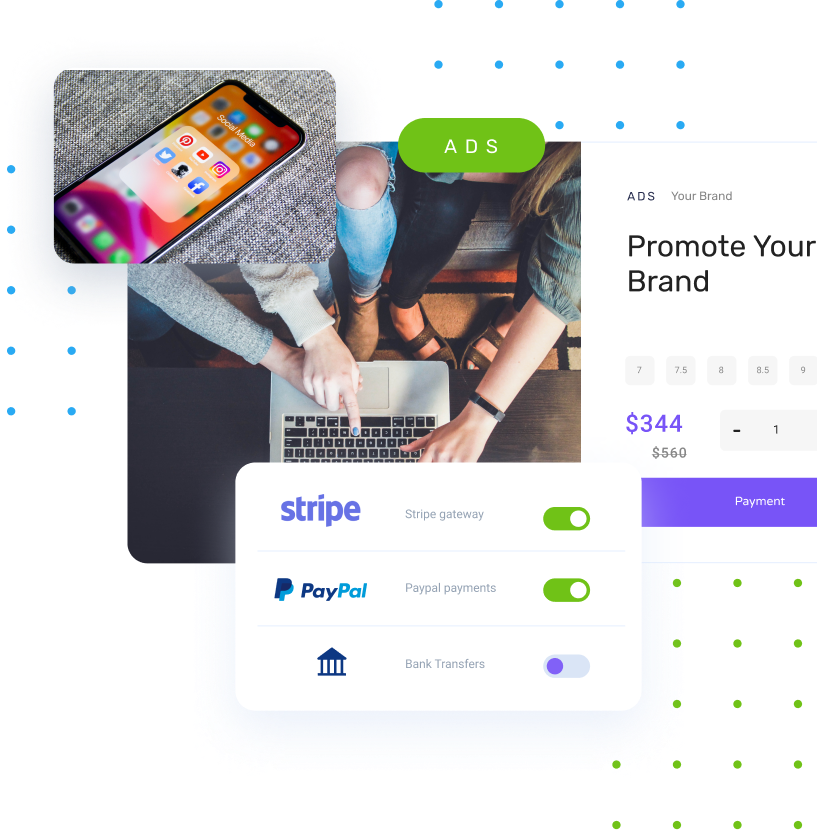 Social Media
ADS
ADS Your Brand
Promote Your
Brand
7 7.5 8 8.5 9
$344
- 1
$560
Payment
stripe Stripe gateway
PayPal Paypal payments
Bank Transfers